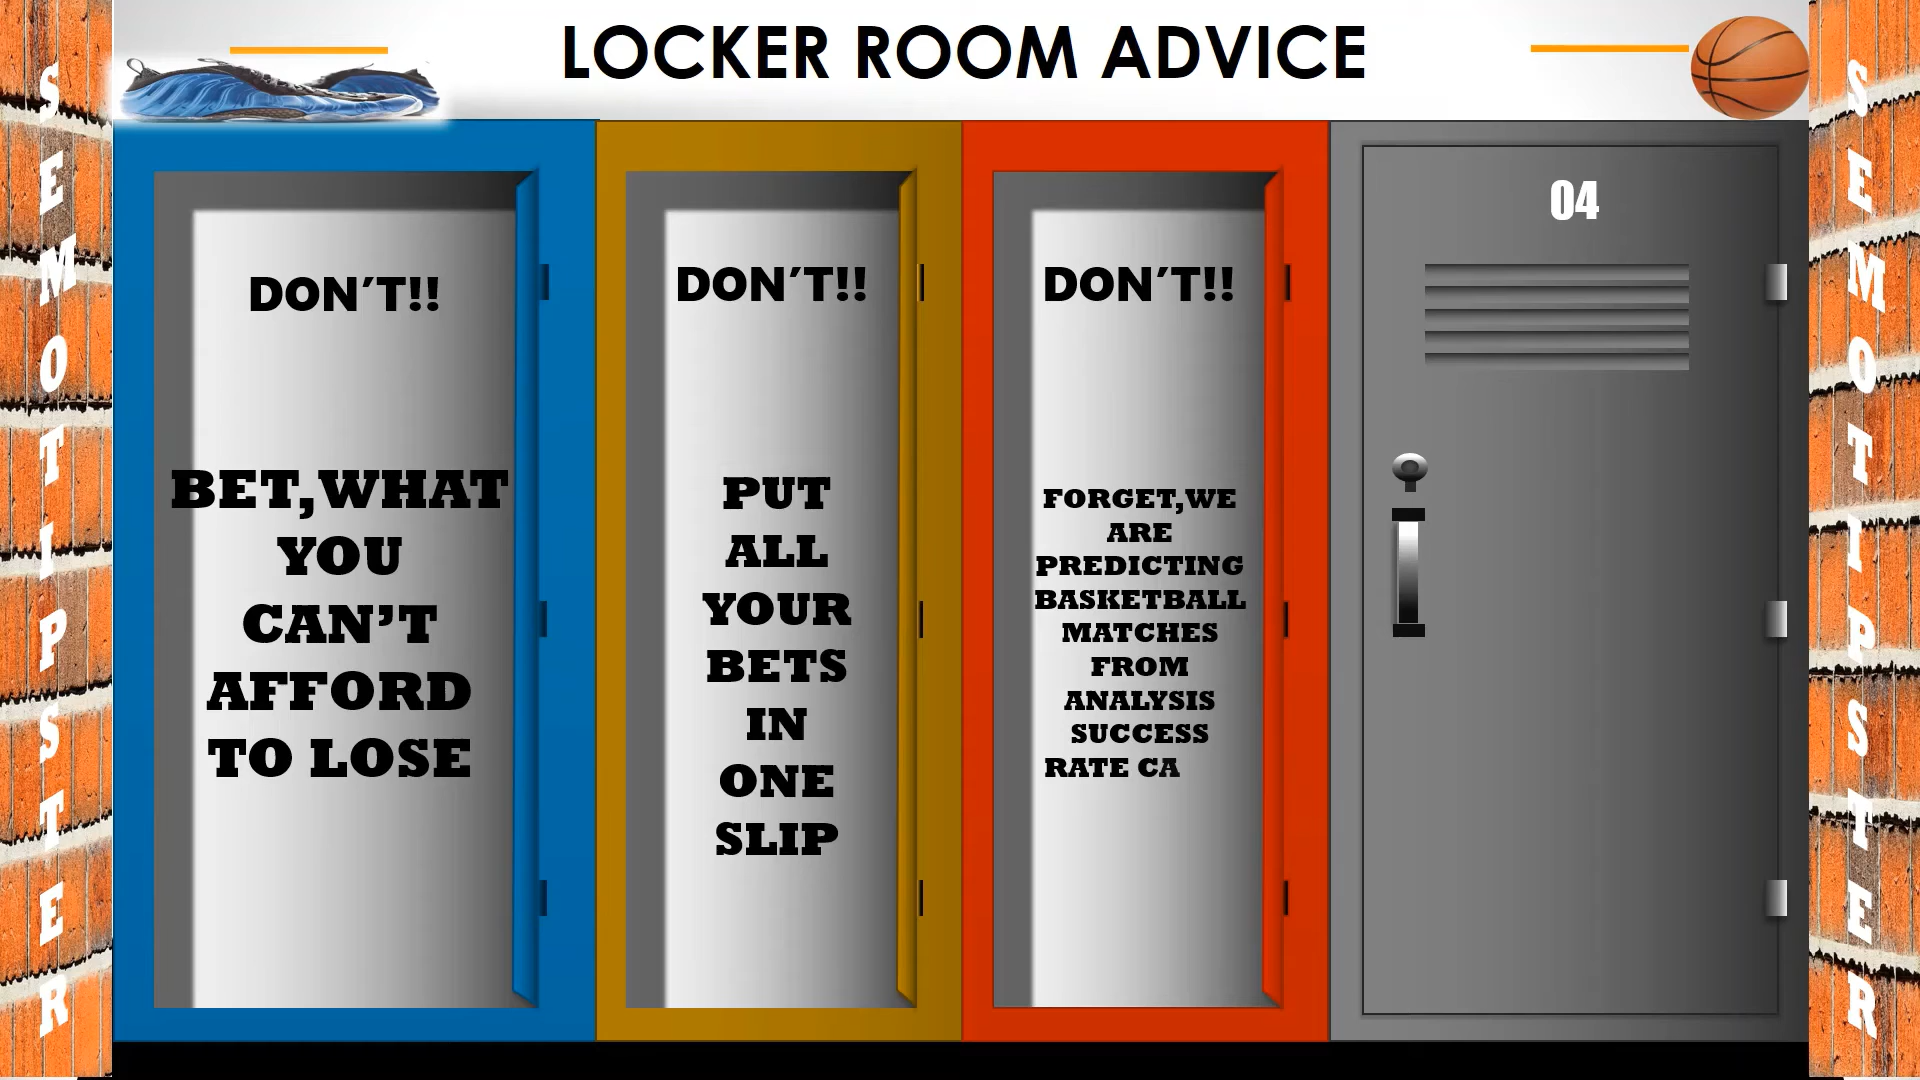 LOCKER ROOM ADVICE
SEMOTIPSTER
DON´T!!
BET,WHAT
YOU
CAN’T
AFFORD
TO LOSE
DON´T!!
PUT
ALL
YOUR
BETS
IN
ONE
SLIP
DON´T!!
FORGET,WE
ARE
PREDICTING
BASKETBALL
MATCHES
FROM
ANALYSIS
SUCCESS
RATE CA
04
SEMOTIPSTER